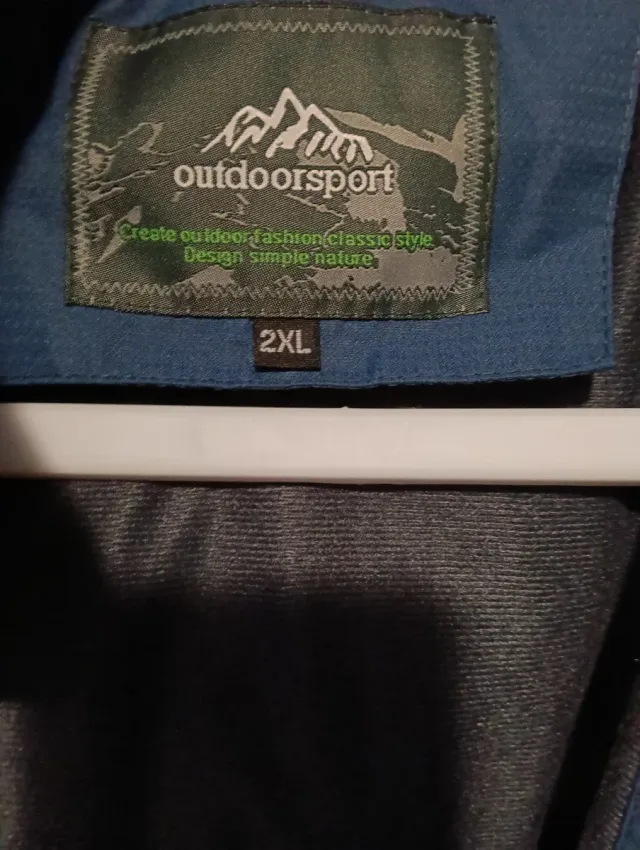 outdoorsport
Create outdoor fashion classic style
Design simple nature
2XL